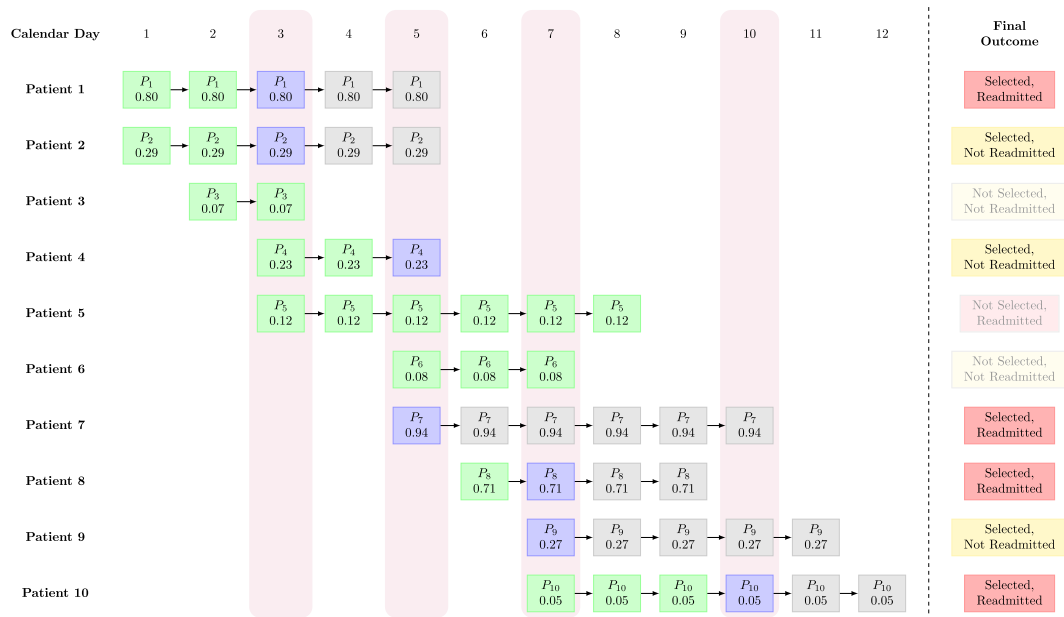 Calendar Day 1 2 3 4 5 6 7 8 9 10 11 12 Final
Outcome
Patient 1 P1 P1 P1 P1 P1 Selected,
0.80 0.80 0.80 0.80 0.80 Readmitted
Patient 2 P2 P2 P2 P2 P2 Selected,
0.29 0.29 0.29 0.29 0.29 Not Readmitted
Patient 3 P3 P3 Not Selected,
0.07 0.07 Not Readmitted
Patient 4 P4 P4 P4 Selected,
0.23 0.23 0.23 Not Readmitted
Patient 5 P5 P5 P5 P5 P5 P5 Not Selected,
0.12 0.12 0.12 0.12 0.12 0.12 Readmitted
Patient 6 P6 P6 P6 Not Selected,
0.08 0.08 0.08 Not Readmitted
Patient 7 P7 P7 P7 P7 P7 P7 Selected,
0.94 0.94 0.94 0.94 0.94 0.94 Readmitted
Patient 8 P8 P8 P8 P8 Selected,
0.71 0.71 0.71 0.71 Readmitted
Patient 9 P9 P9 P9 P9 P9 Selected,
0.27 0.27 0.27 0.27 0.27 Not Readmitted
Patient 10 P10 P10 P10 P10 P10 P10 Selected,
0.05 0.05 0.05 0.05 0.05 0.05 Readmitted